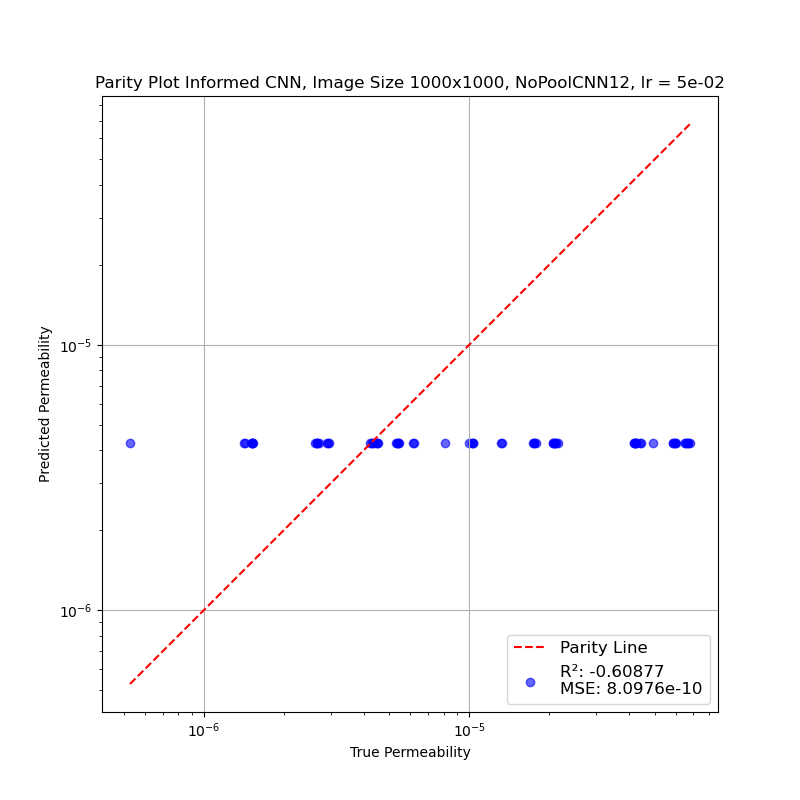 Parity Plot Informed CNN, Image Size 1000x1000, NoPoolCNN12, lr = 5e-02
Predicted Permeability
10⁻⁵
10⁻⁶
10⁻⁶
10⁻⁵
True Permeability
Parity Line
R²: -0.60877
MSE: 8.0976e-10